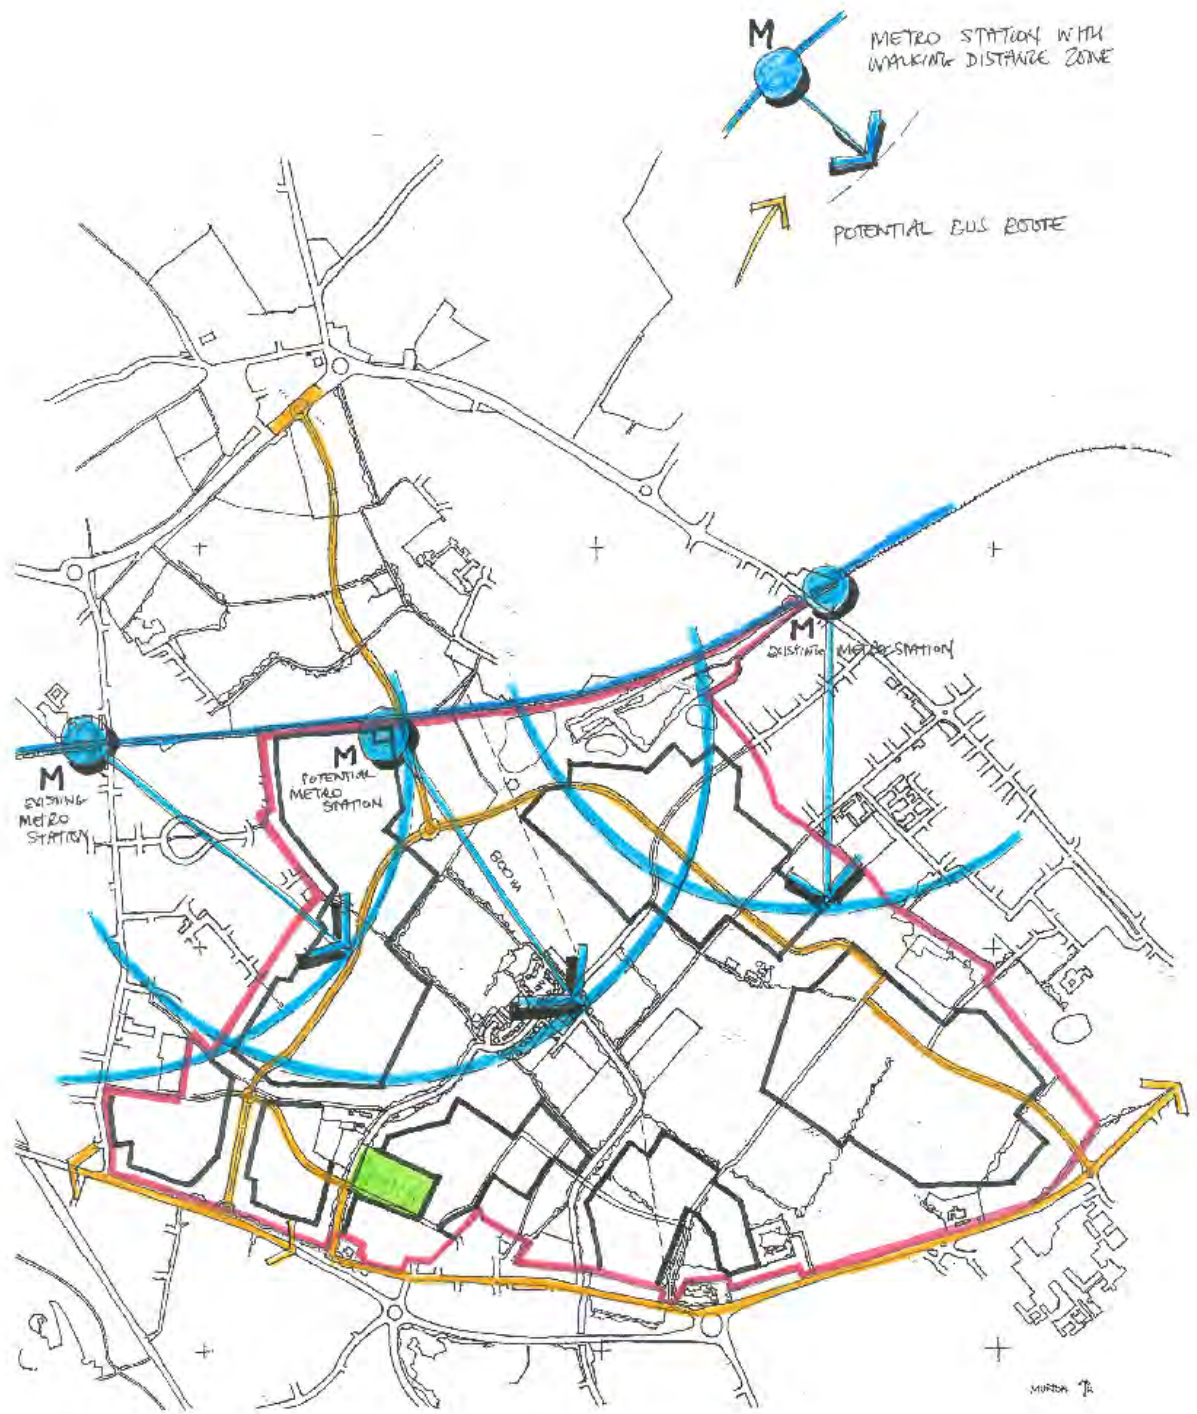 M
METRO STATION WITH
WALKING DISTANCE ZONE
POTENTIAL BUS ROUTE
M
EXISTING METRO STATION
M
POTENTIAL
METRO
STATION
M
EXISTING
METRO
STATION
800M